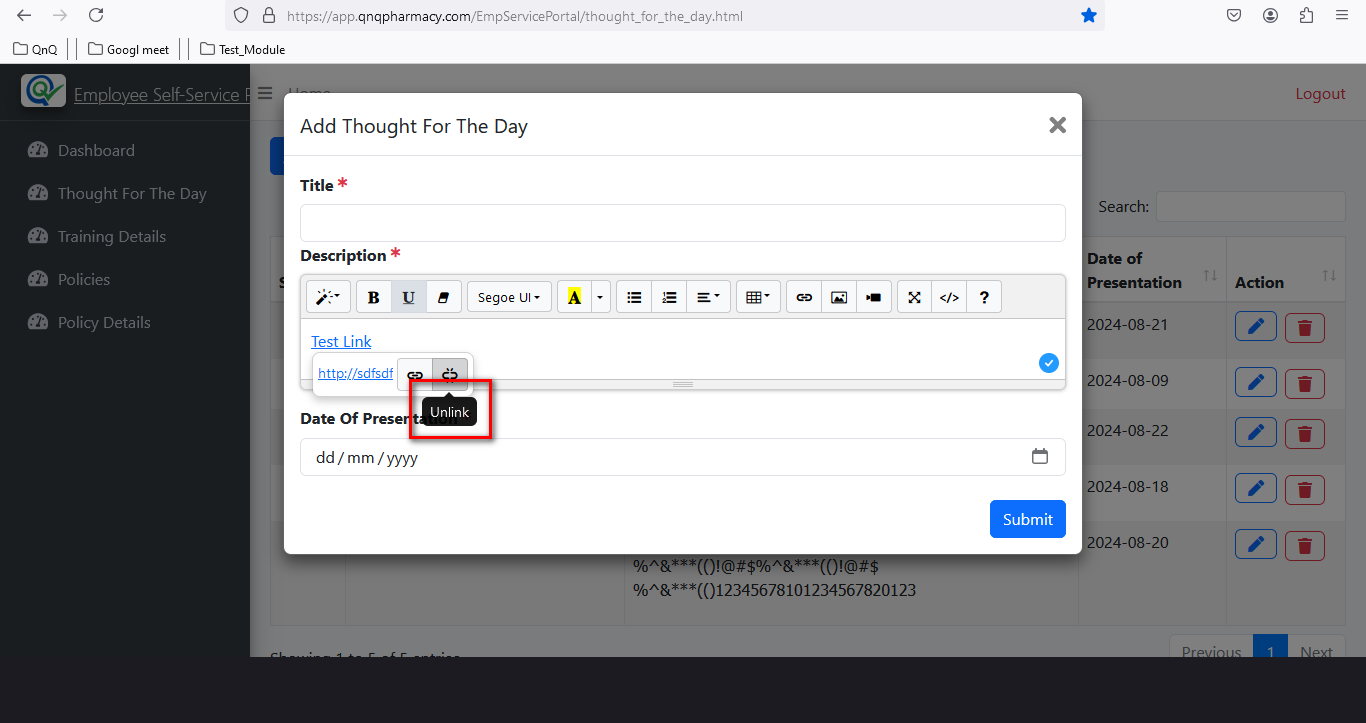 https://app.qnqpharmacy.com/EmpServicePortal/thought_for_the_day.html
QnQ
Googl meet
Test_Module
Employee Self-Service
Home
Logout
Dashboard
Thought For The Day
Training Details
Policies
Policy Details
Add Thought For The Day
Title *
Description *
B U Segoe UI A </> ?
Test Link
http://sdfsdf
Unlink
Date Of Presentation
dd / mm / yyyy
Submit
Search:
Date of
Presentation
Action
2024-08-21
2024-08-09
2024-08-22
2024-08-18
2024-08-20
%^&***(()!@#$%^&***(()!@#$
%^&***(()12345678101234567820123
Showing 1 to 5 of 5 entries
Previous 1 Next